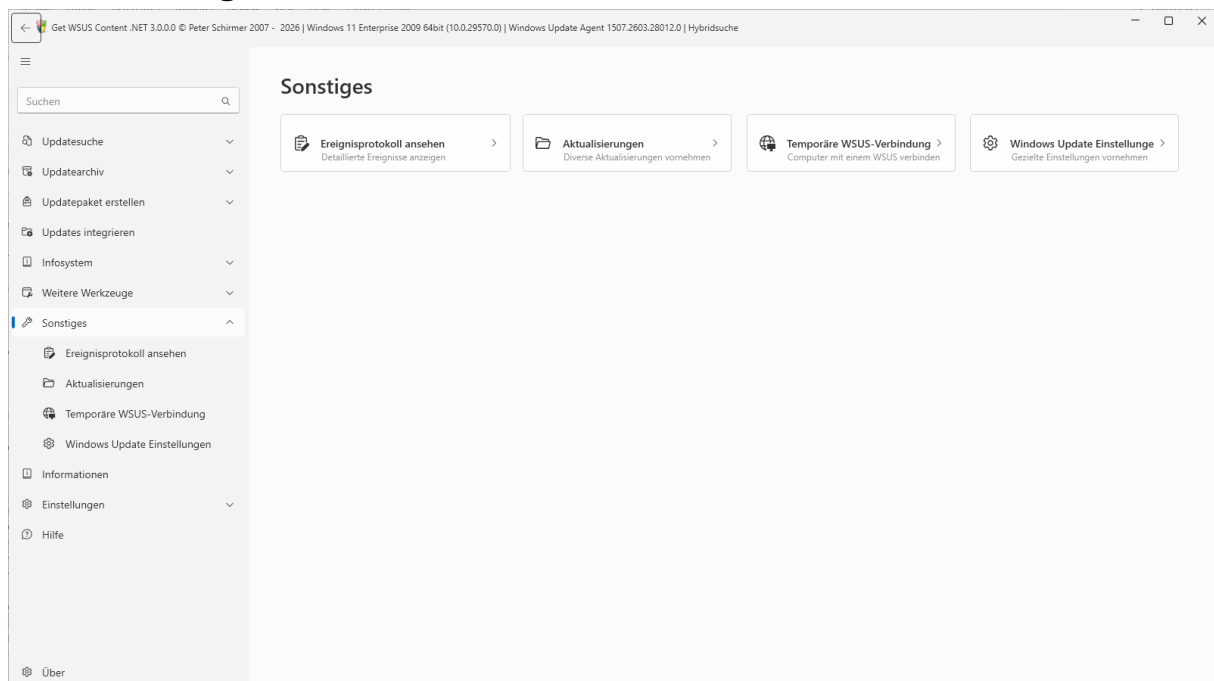 Get WSUS Content .NET 3.0.0.0 © Peter Schirmer 2007 - 2026 | Windows 11 Enterprise 2009 64bit (10.0.29570.0) | Windows Update Agent 1507.2603.28012.0 | Hybridsuche
Suchen
Updatesuche
Updatearchiv
Updatepaket erstellen
Updates integrieren
Infosystem
Weitere Werkzeuge
Sonstiges
Ereignisprotokoll ansehen
Aktualisierungen
Temporäre WSUS-Verbindung
Windows Update Einstellungen
Informationen
Einstellungen
Hilfe
Über
Sonstiges
Ereignisprotokoll ansehen
Detaillierte Ereignisse anzeigen
Aktualisierungen
Diverse Aktualisierungen vornehmen
Temporäre WSUS-Verbindung
Computer mit einem WSUS verbinden
Windows Update Einstellunge
Gezielte Einstellungen vornehmen